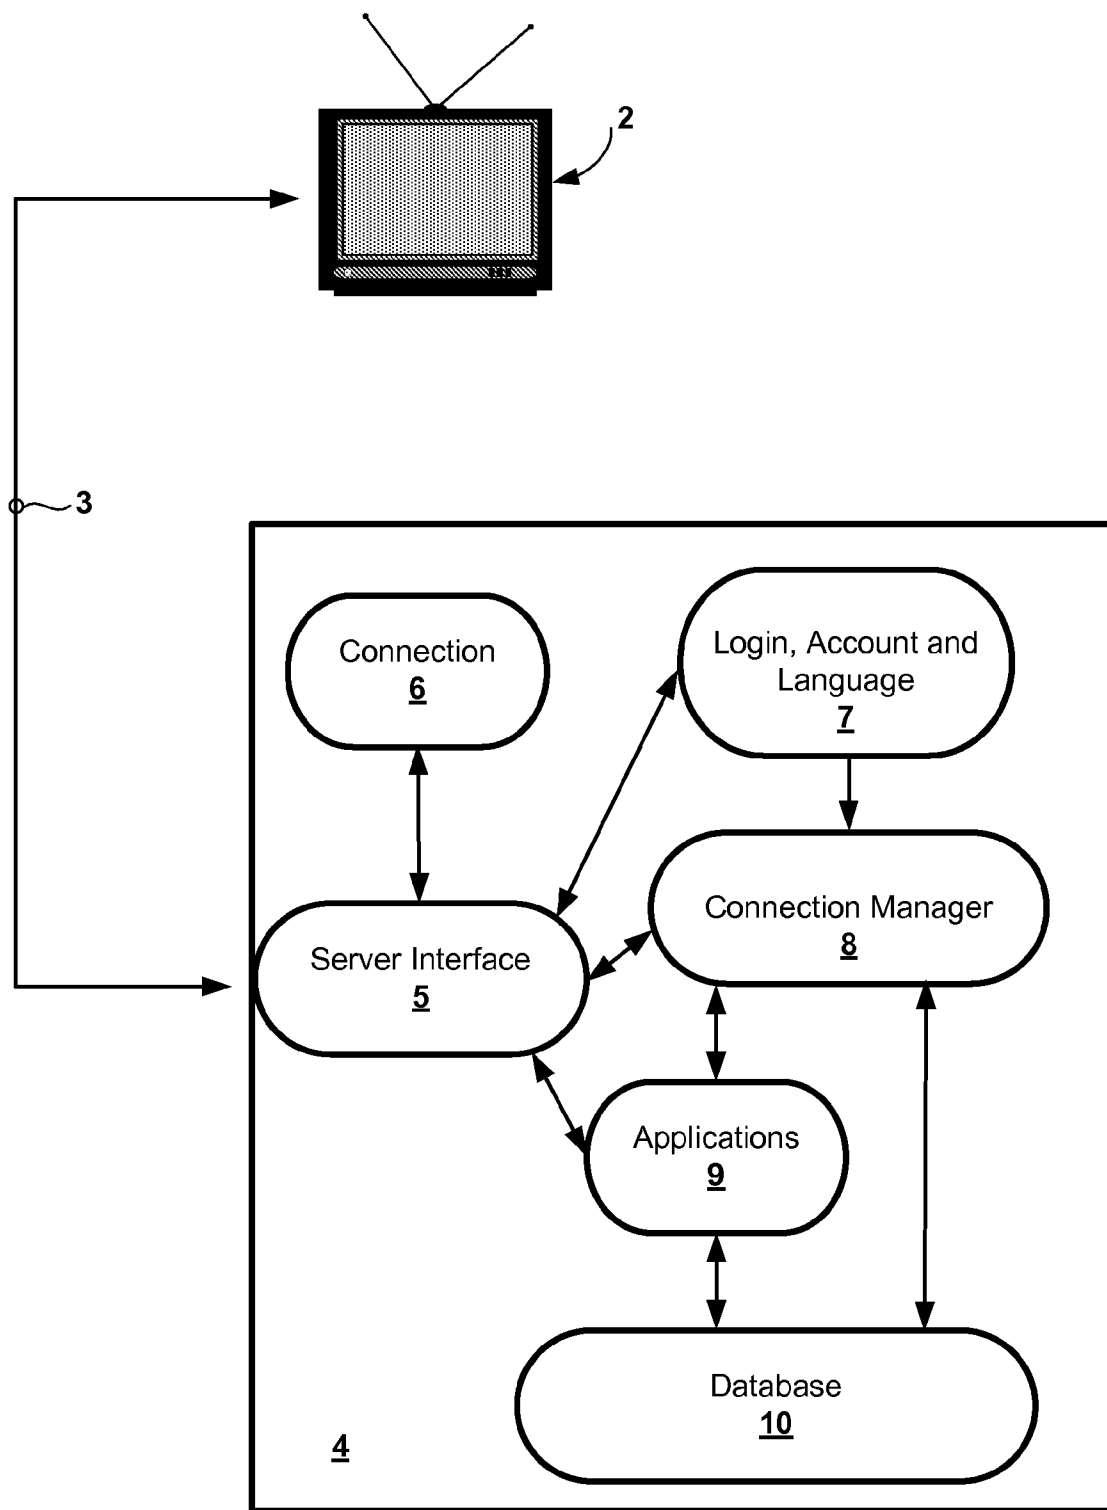 2
3
Connection
6
Login, Account and
Language
7
Connection Manager
8
Server Interface
5
Applications
9
Database
10
4